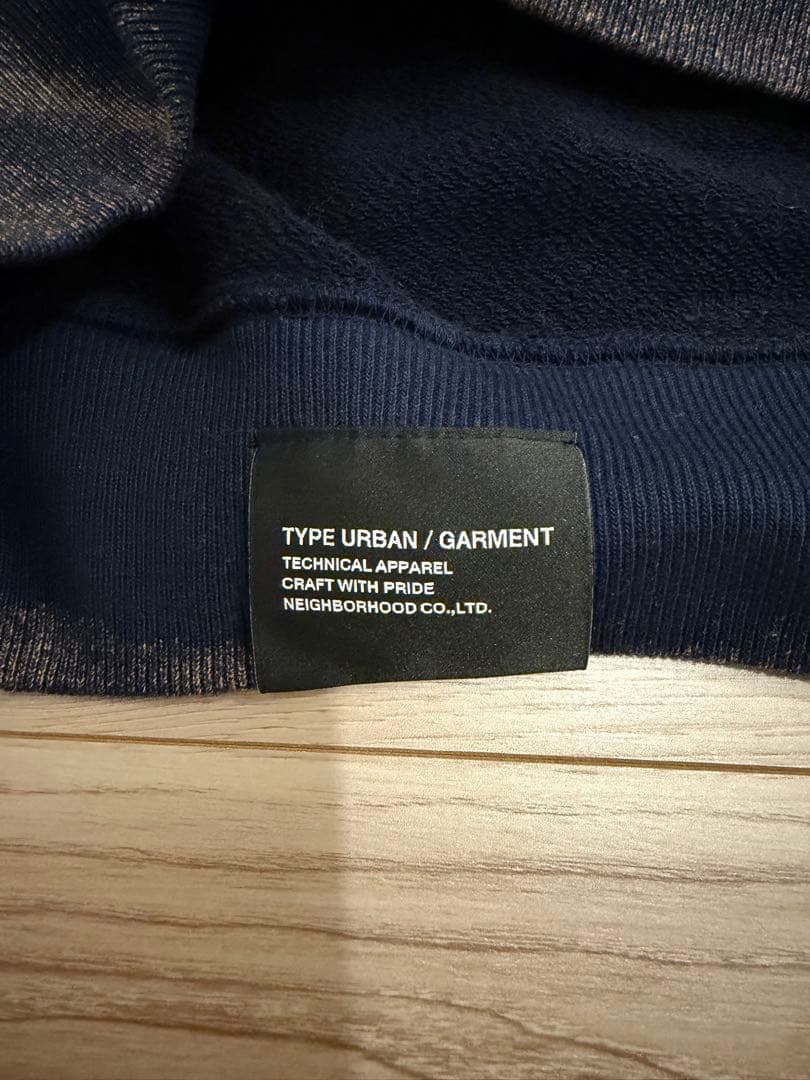 TYPE URBAN / GARMENT
TECHNICAL APPAREL
CRAFT WITH PRIDE
NEIGHBORHOOD CO.,LTD.